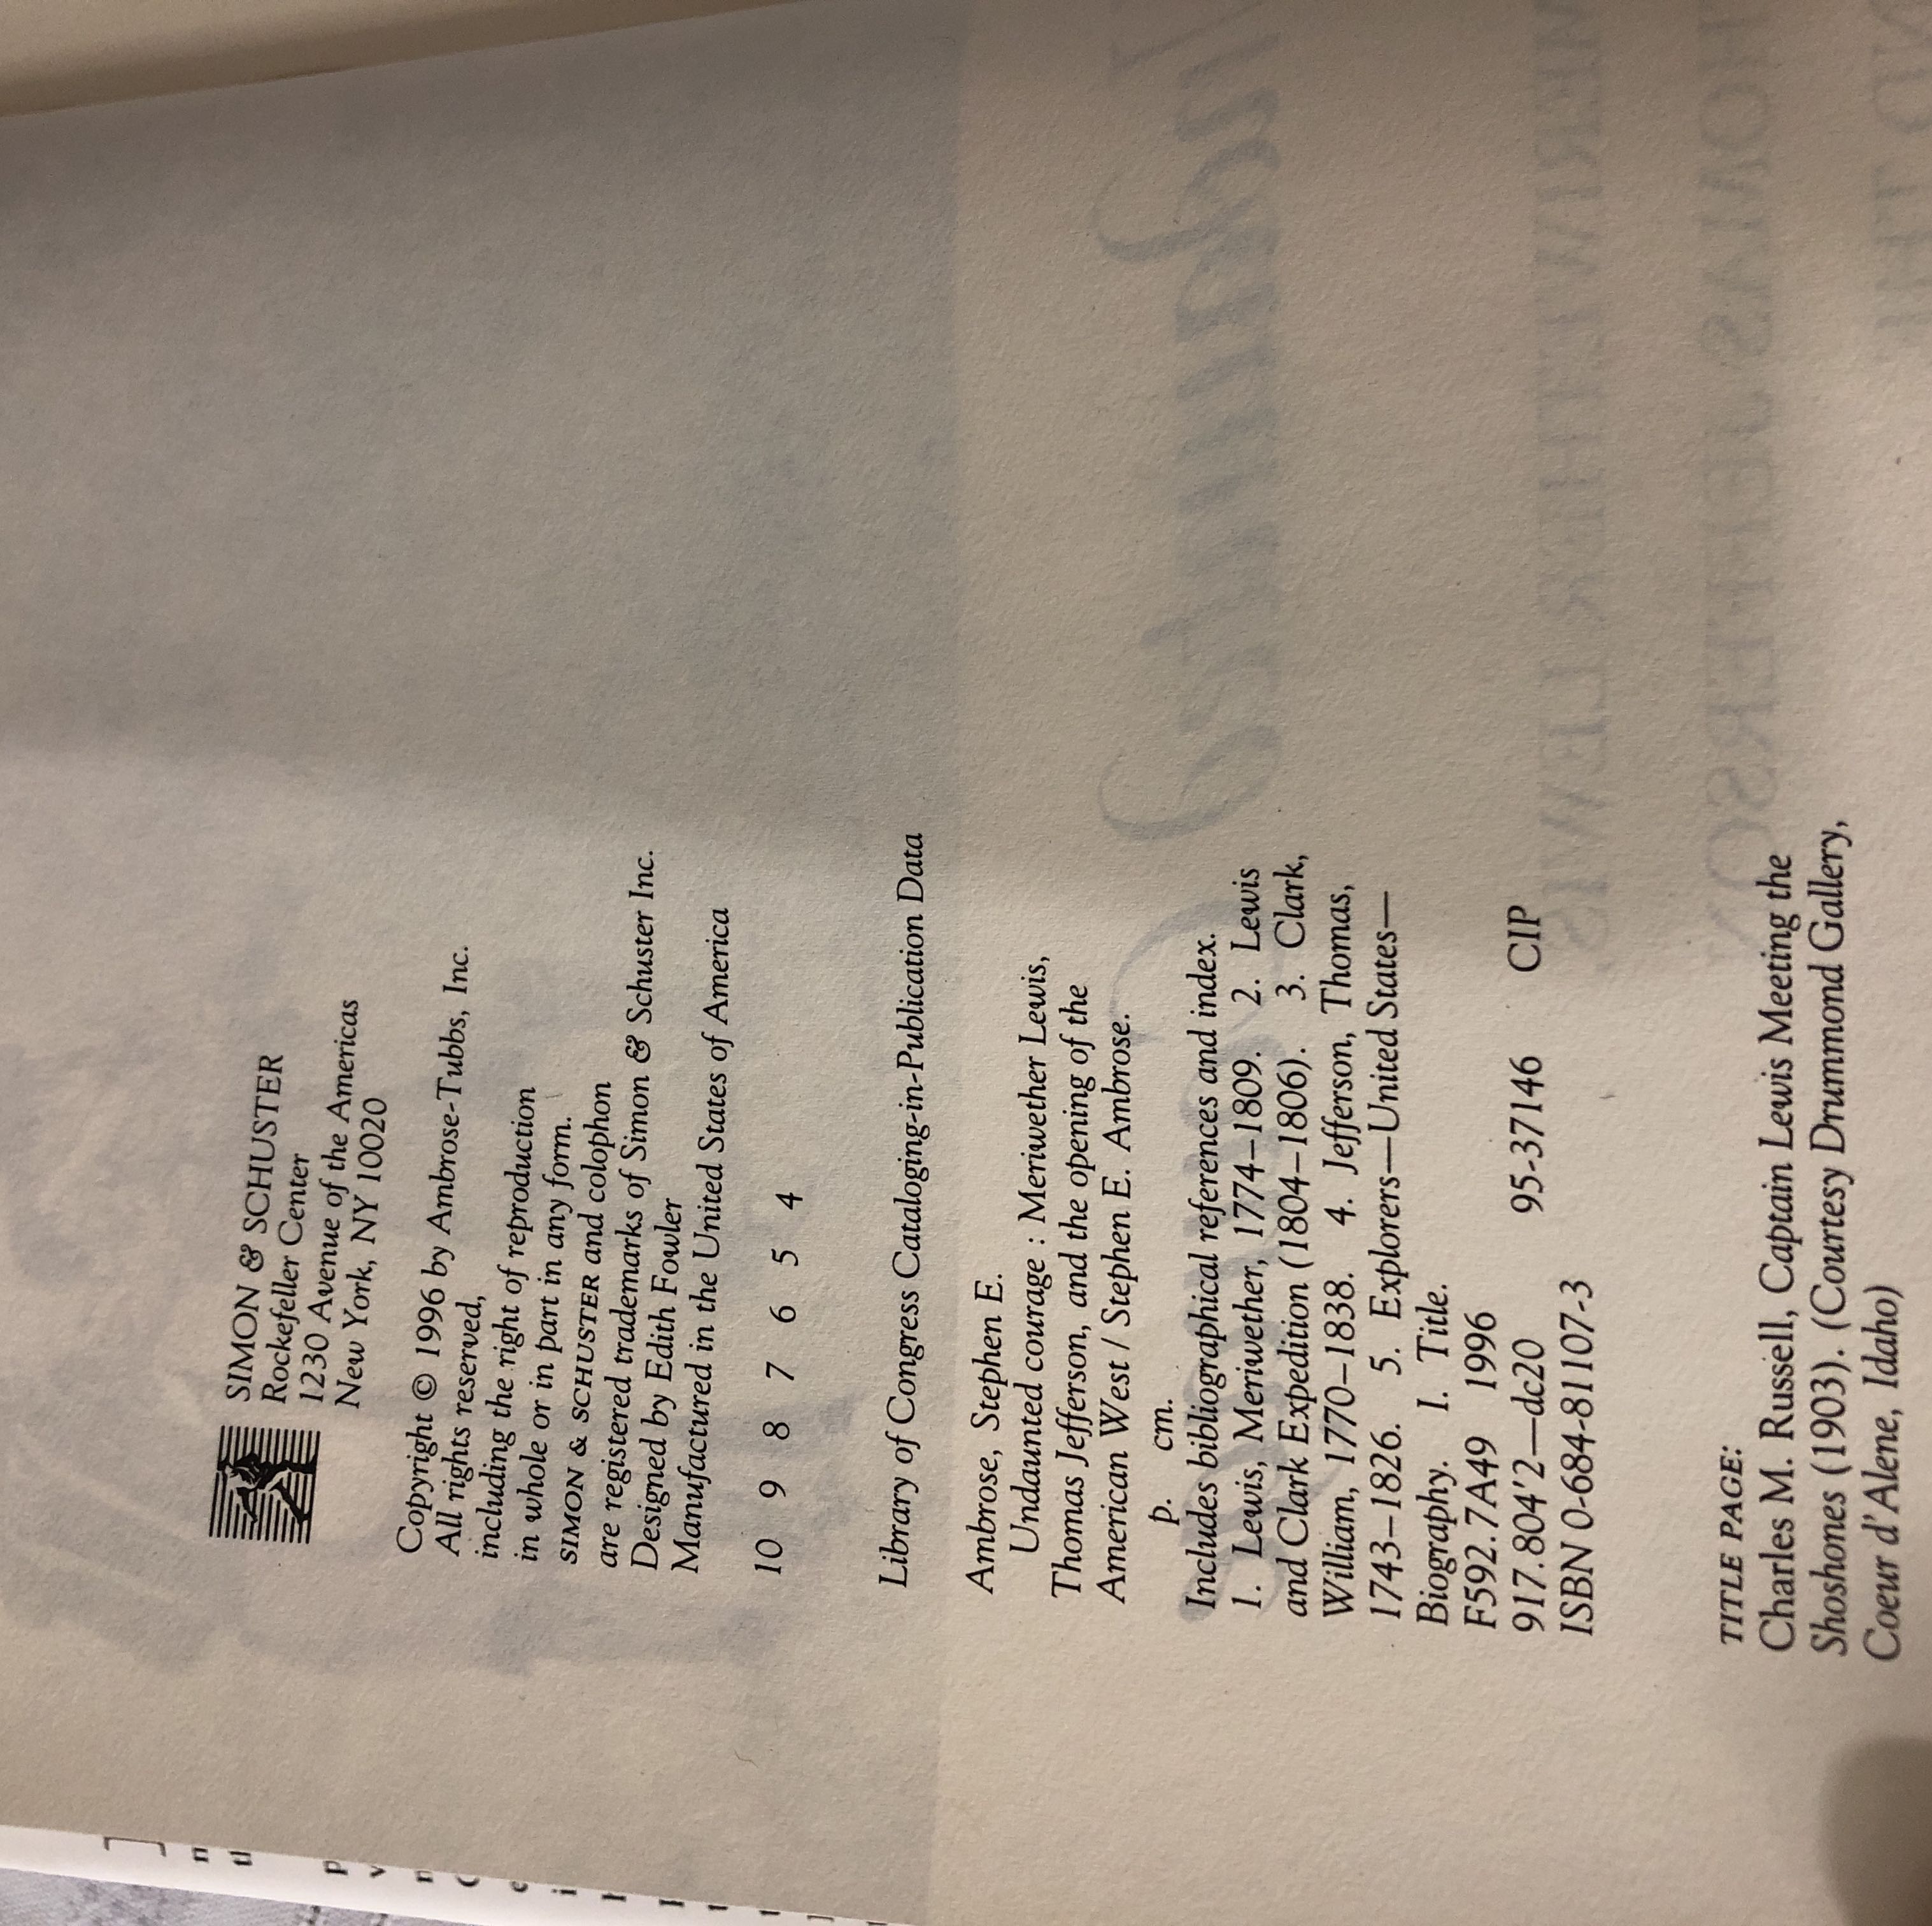 SIMON & SCHUSTER
Rockefeller Center
1230 Avenue of the Americas
New York, NY 10020
Copyright © 1996 by Ambrose-Tubbs, Inc.
All rights reserved,
including the right of reproduction
in whole or in part in any form.
SIMON & SCHUSTER and colophon
are registered trademarks of Simon & Schuster Inc.
Designed by Edith Fowler
Manufactured in the United States of America
10 9 8 7 6 5 4
Library of Congress Cataloging-in-Publication Data
Ambrose, Stephen E.
Undaunted courage : Meriwether Lewis,
Thomas Jefferson, and the opening of the
American West / Stephen E. Ambrose.
p. cm.
Includes bibliographical references and index.
1. Lewis, Meriwether, 1774–1809. 2. Lewis
and Clark Expedition (1804–1806). 3. Clark,
William, 1770–1838. 4. Jefferson, Thomas,
1743–1826. 5. Explorers—United States—
Biography. I. Title.
F592.7A49 1996
917.804'2—dc20 95-37146 CIP
ISBN 0-684-81107-3
TITLE PAGE:
Charles M. Russell, Captain Lewis Meeting the
Shoshones (1903). (Courtesy Drummond Gallery,
Coeur d'Alene, Idaho)